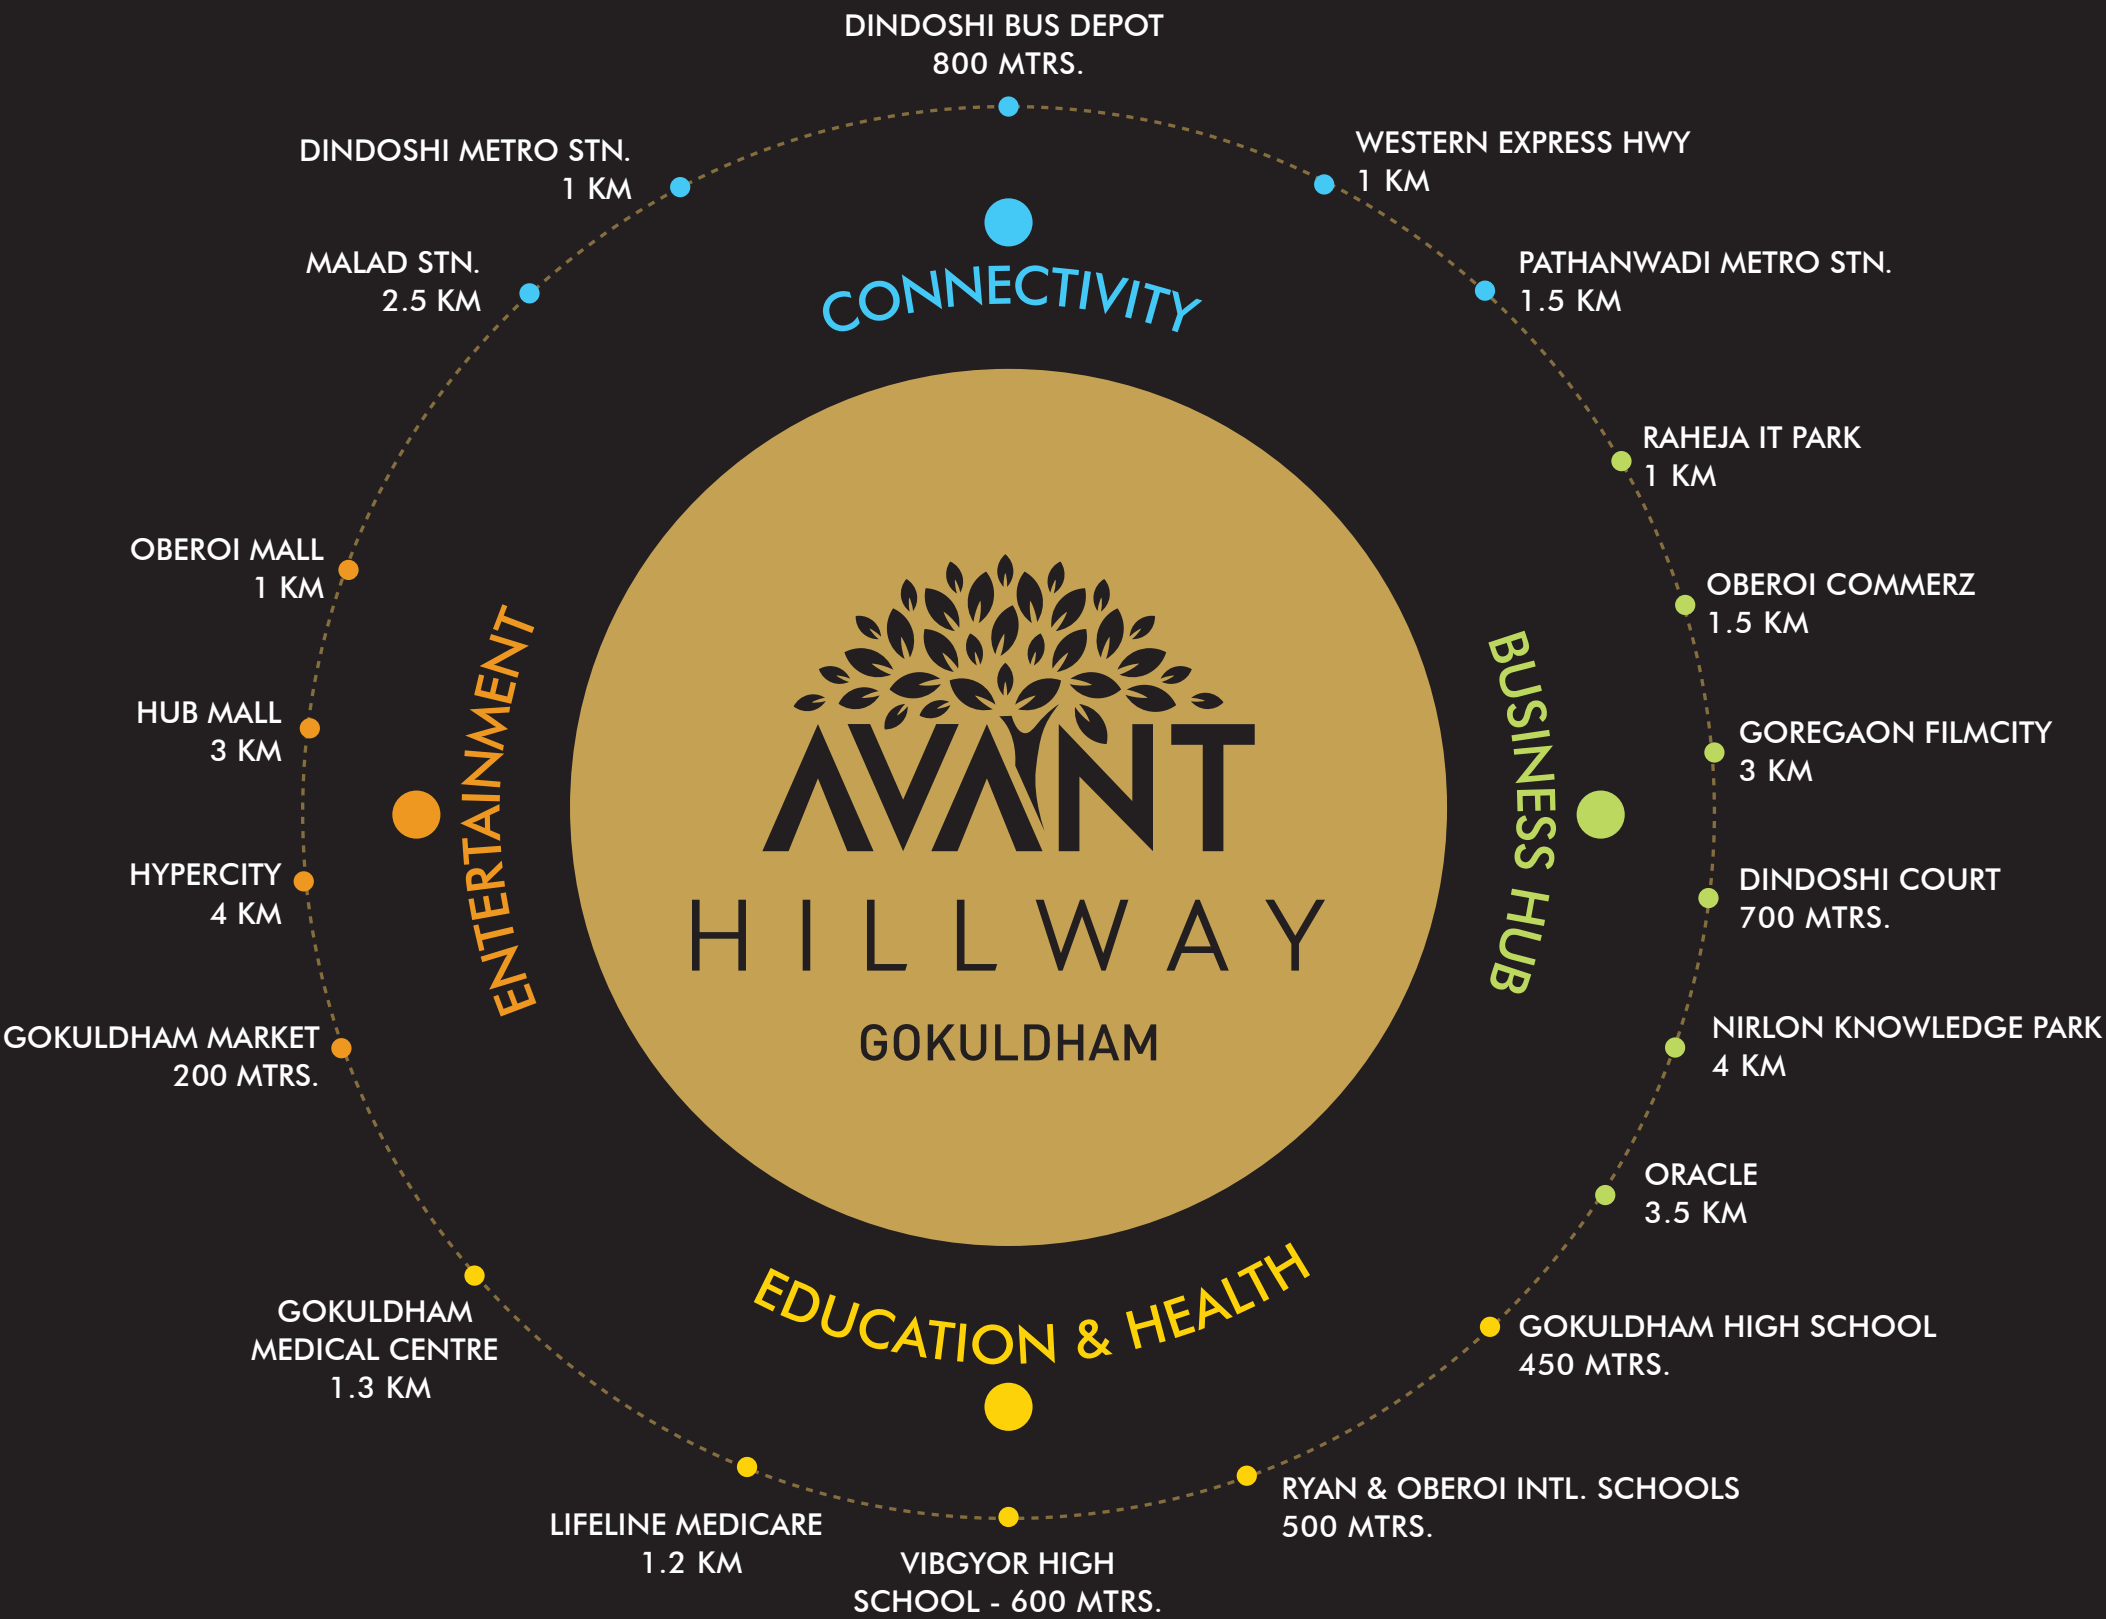 DINDOSHI BUS DEPOT
800 MTRS.
WESTERN EXPRESS HWY
1 KM
PATHANWADI METRO STN.
1.5 KM
DINDOSHI METRO STN.
1 KM
MALAD STN.
2.5 KM
CONNECTIVITY
RAHEJA IT PARK
1 KM
OBEROI COMMERZ
1.5 KM
GOREGAON FILMCITY
3 KM
DINDOSHI COURT
700 MTRS.
NIRLON KNOWLEDGE PARK
4 KM
ORACLE
3.5 KM
BUSINESS HUB
OBEROI MALL
1 KM
HUB MALL
3 KM
HYPERCITY
4 KM
GOKULDHAM MARKET
200 MTRS.
ENTERTAINMENT
AVANT
HILLWAY
GOKULDHAM
EDUCATION & HEALTH
GOKULDHAM HIGH SCHOOL
450 MTRS.
RYAN & OBEROI INTL. SCHOOLS
500 MTRS.
VIBGYOR HIGH
SCHOOL - 600 MTRS.
LIFELINE MEDICARE
1.2 KM
GOKULDHAM
MEDICAL CENTRE
1.3 KM